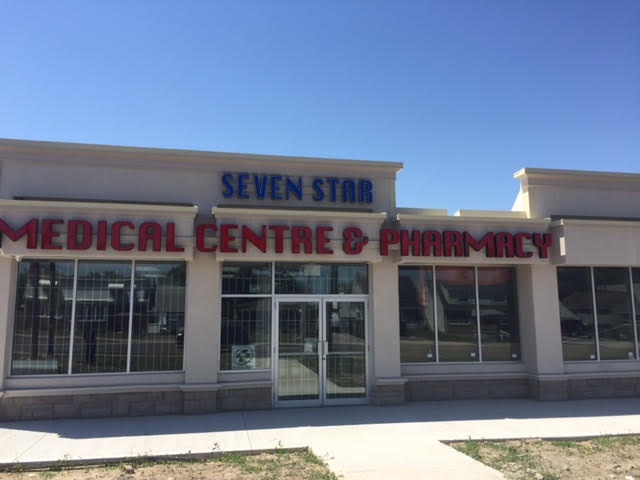 SEVEN STAR
MEDICAL CENTRE & PHARMACY